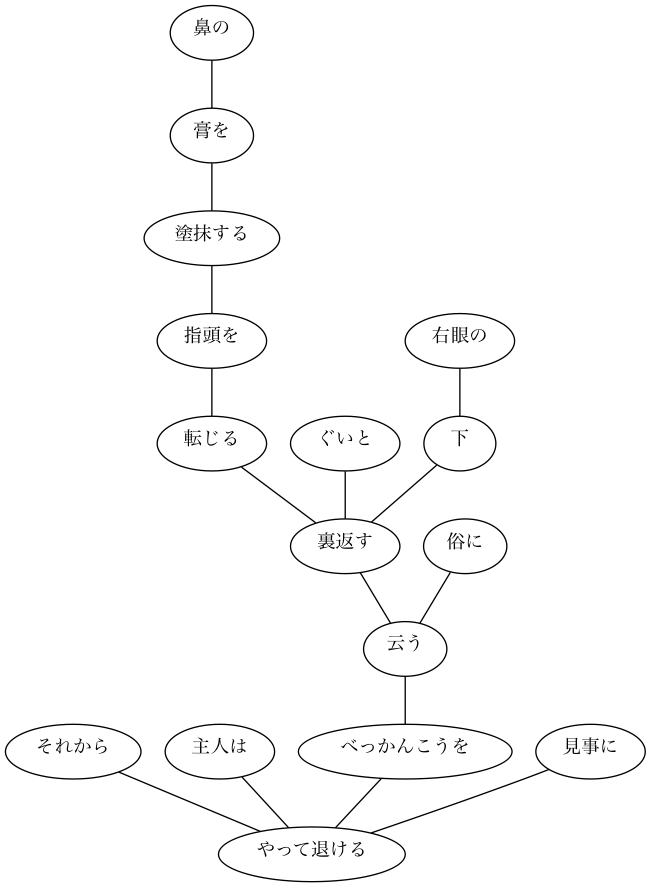 鼻の
膏を
塗抹する
指頭を
右眼の
転じる
ぐいと
下
裏返す
俗に
云う
それから
主人は
べっかんこうを
見事に
やって退ける